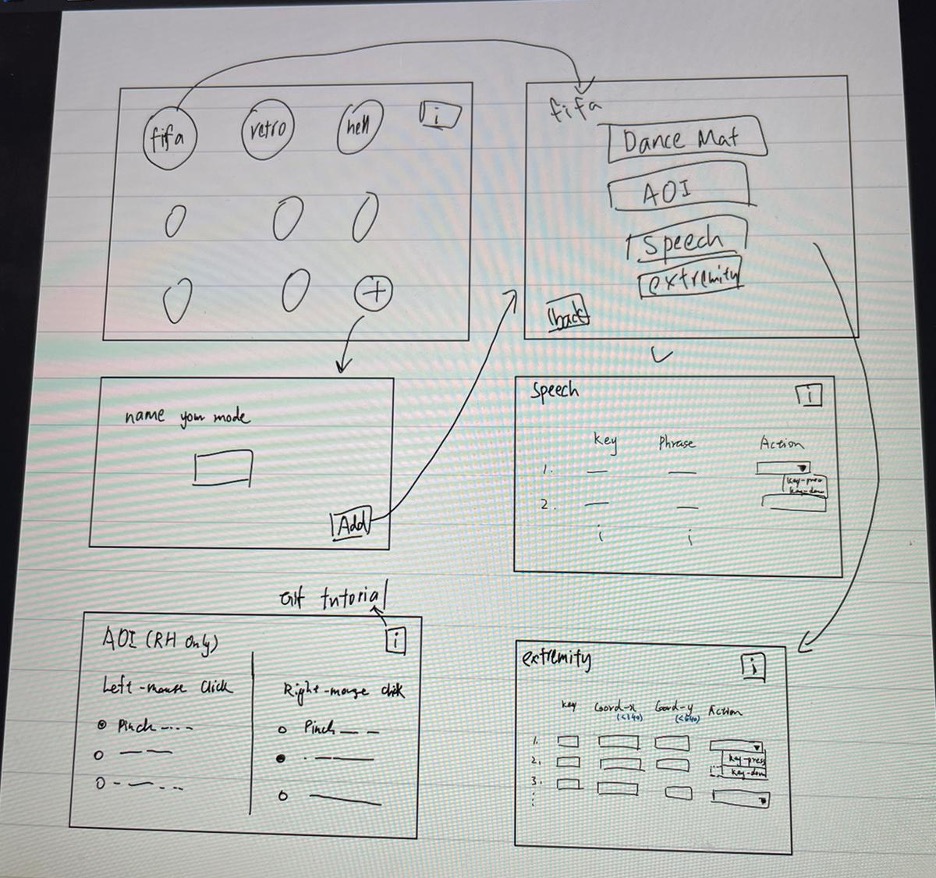 fifa
retro
hell
i
+
fifa
Dance Mat
AOI
Speech
extremity
back
name your mode
Add
Speech
i
Key Phrase Action
1.
key-press
key-down
2.
Gif tutorial
AOI (RH Only)
i
Left-mouse click
Pinch
Right-mouse click
Pinch
extremity
i
Key Coord-x Coord-y Action
(<640)
1.
2.
key-press
key-down
3.